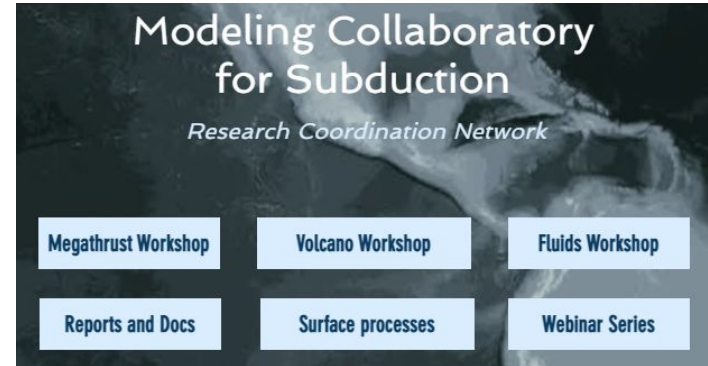 Modeling Collaboratory
for Subduction
Research Coordination Network
Megathrust Workshop
Volcano Workshop
Fluids Workshop
Reports and Docs
Surface processes
Webinar Series